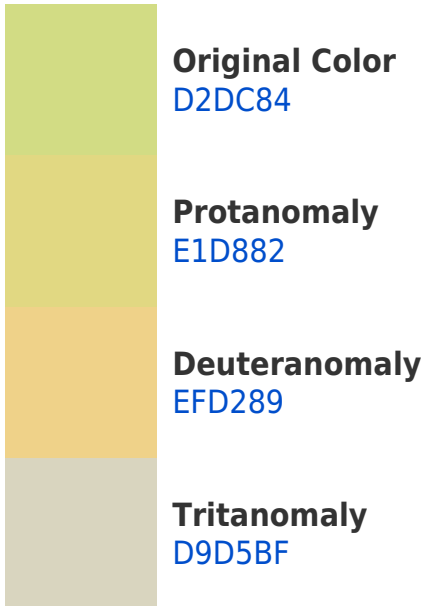 Original Color
D2DC84
Protanomaly
E1D882
Deuteranomaly
EFD289
Tritanomaly
D9D5BF